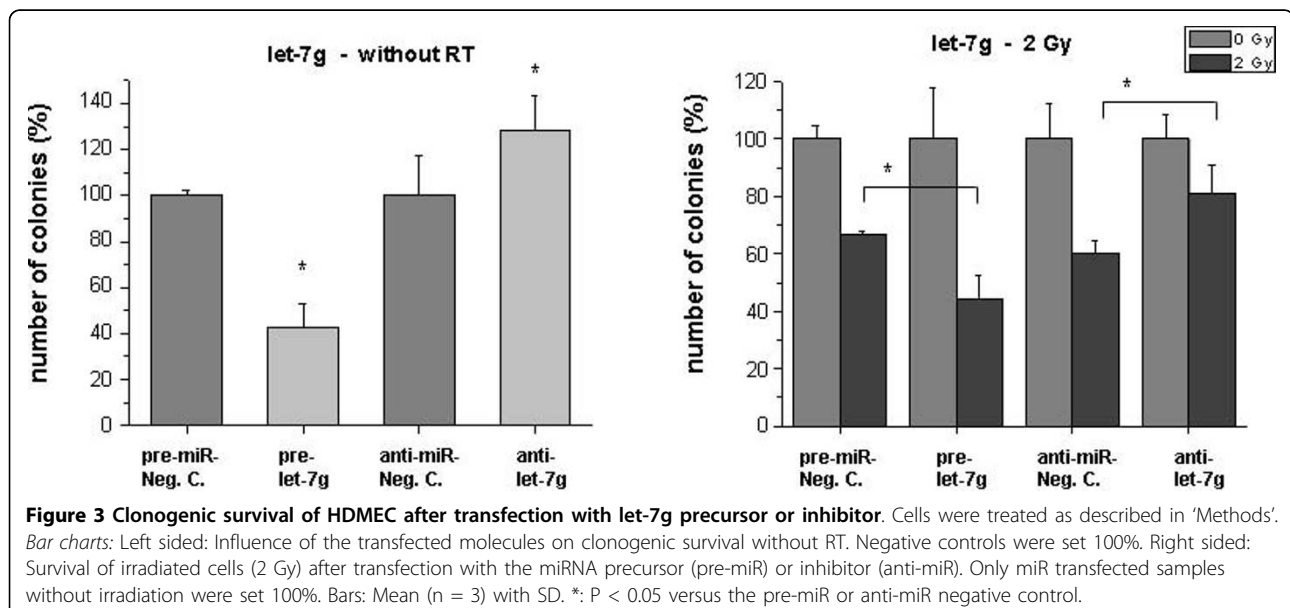 let-7g - without RT
number of colonies (%)
140
120
100
80
60
40
20
0
*
*
pre-miR-
Neg. C.
pre-
let-7g
anti-miR-
Neg. C.
anti-
let-7g
let-7g - 2 Gy
0 Gy
2 Gy
number of colonies (%)
120
100
80
60
40
20
0
*
*
pre-miR-
Neg. C.
pre-
let-7g
anti-miR-
Neg. C.
anti-
let-7g
Figure 3 Clonogenic survival of HDMEC after transfection with let-7g precursor or inhibitor. Cells were treated as described in 'Methods'.
Bar charts: Left sided: Influence of the transfected molecules on clonogenic survival without RT. Negative controls were set 100%. Right sided:
Survival of irradiated cells (2 Gy) after transfection with the miRNA precursor (pre-miR) or inhibitor (anti-miR). Only miR transfected samples
without irradiation were set 100%. Bars: Mean (n = 3) with SD. *: P < 0.05 versus the pre-miR or anti-miR negative control.